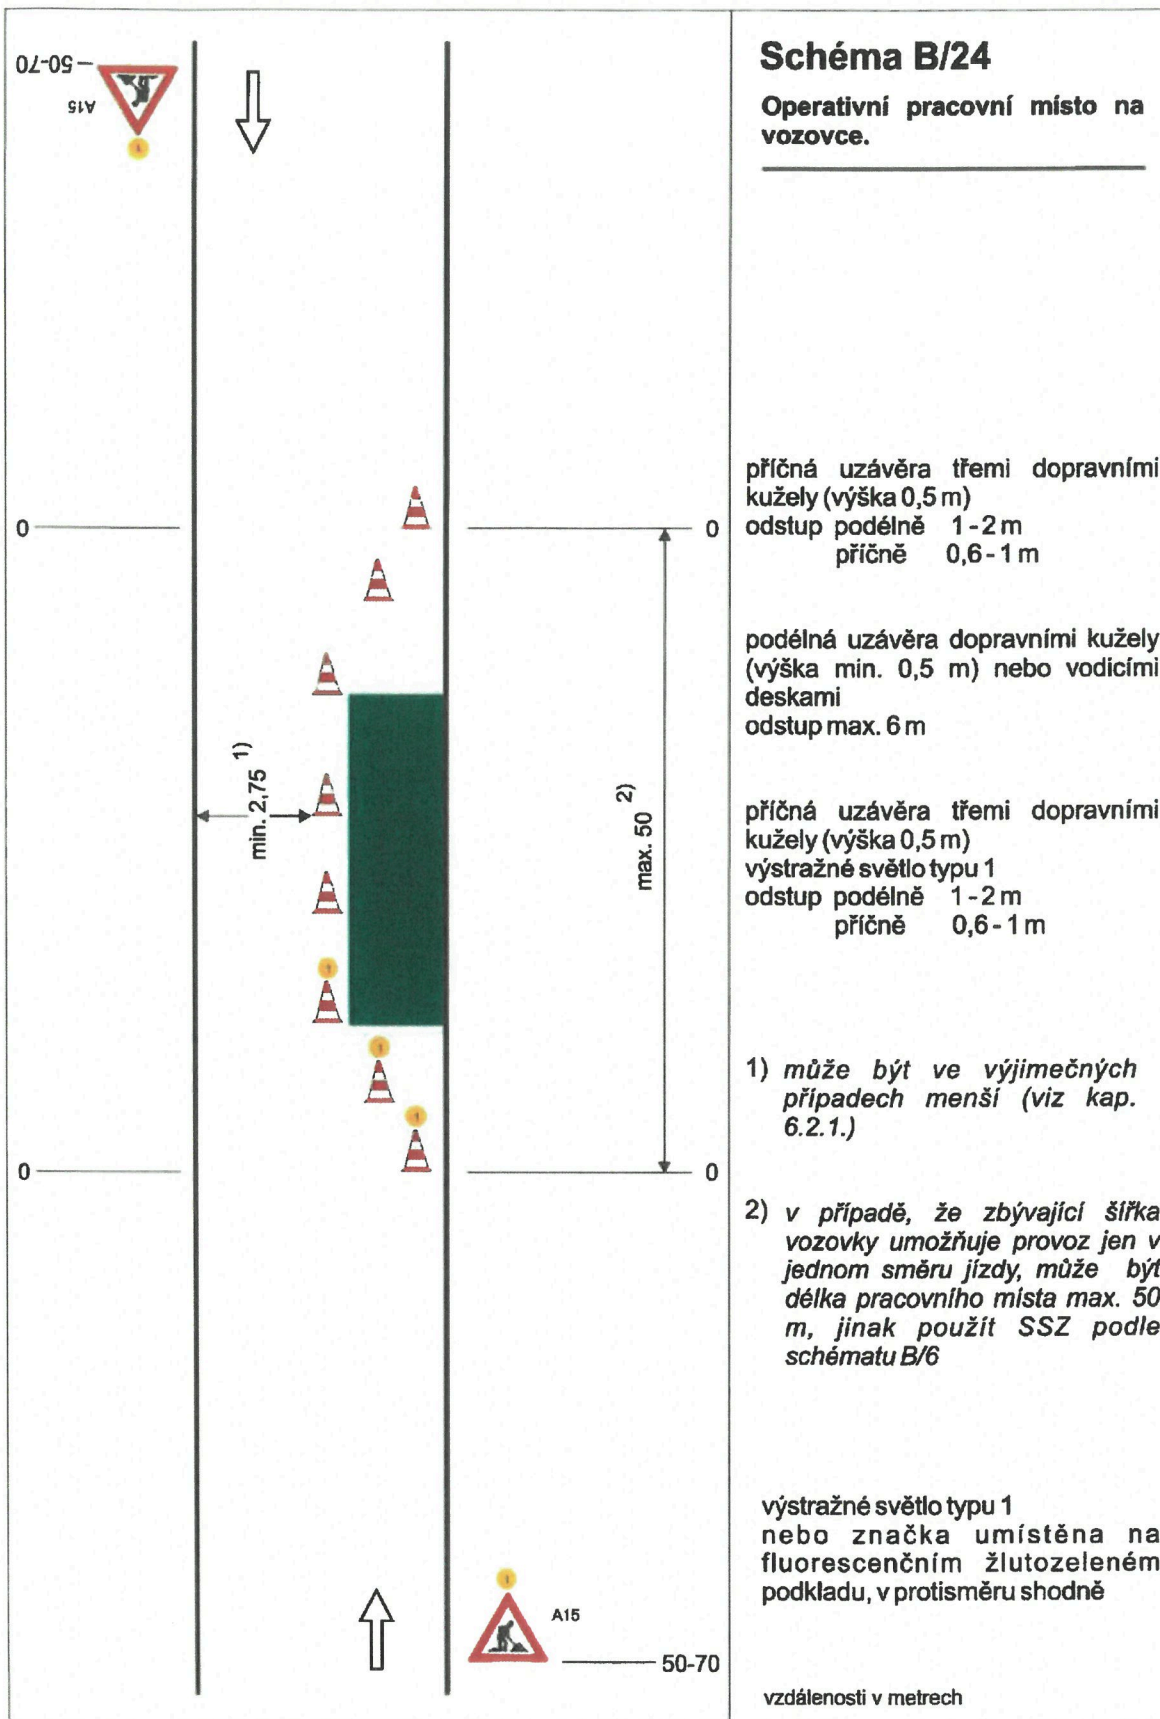 Schéma B/24
Operativní pracovní místo na
vozovce.
50-70
A15
1
příčná uzávěra třemi dopravními
kužely (výška 0,5 m)
0
0
odstup podélně 1-2 m
příčně 0,6-1 m
podélná uzávěra dopravními kužely
(výška min. 0,5 m) nebo vodicími
deskami
odstup max. 6 m
min. 2,75 1)
max. 50 2)
příčná uzávěra třemi dopravními
kužely (výška 0,5 m)
výstražné světlo typu 1
odstup podélně 1-2 m
příčně 0,6-1 m
1
1
1
1) může být ve výjimečných
případech menší (viz kap.
6.2.1.)
0
0
2) v případě, že zbývající šířka
vozovky umožňuje provoz jen v
jednom směru jízdy, může být
délka pracovního místa max. 50
m, jinak použít SSZ podle
schématu B/6
výstražné světlo typu 1
nebo značka umístěna na
fluorescenčním žlutozeleném
podkladu, v protisměru shodně
1
A15
50-70
vzdálenosti v metrech